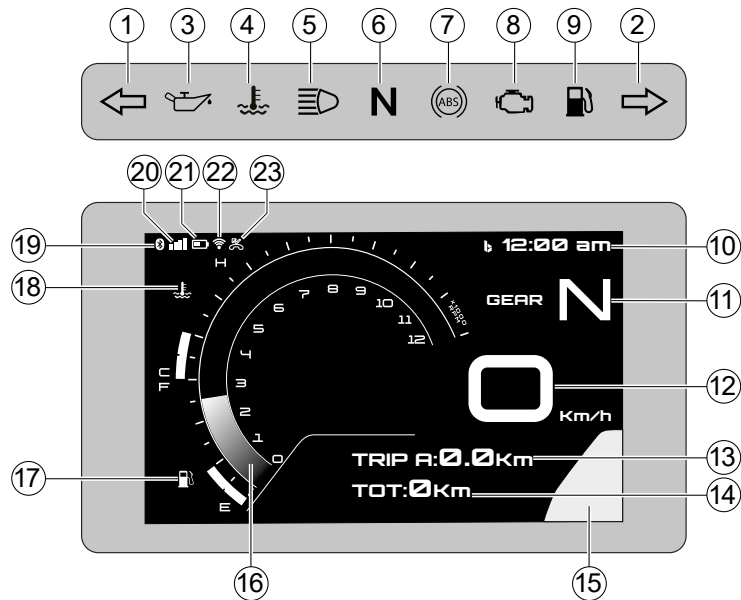 1 3 4 5 6 7 8 9 2
N ABS
20 21 22 23
19 12:00 am 10
18 H
x1000 RPM
GEAR N 11
0 1 2 3 4 5 6 7 8 9 10 11 12
C
F
0 Km/h 12
17 TRIP A:0.0Km 13
TOT:0Km 14
E
16 15